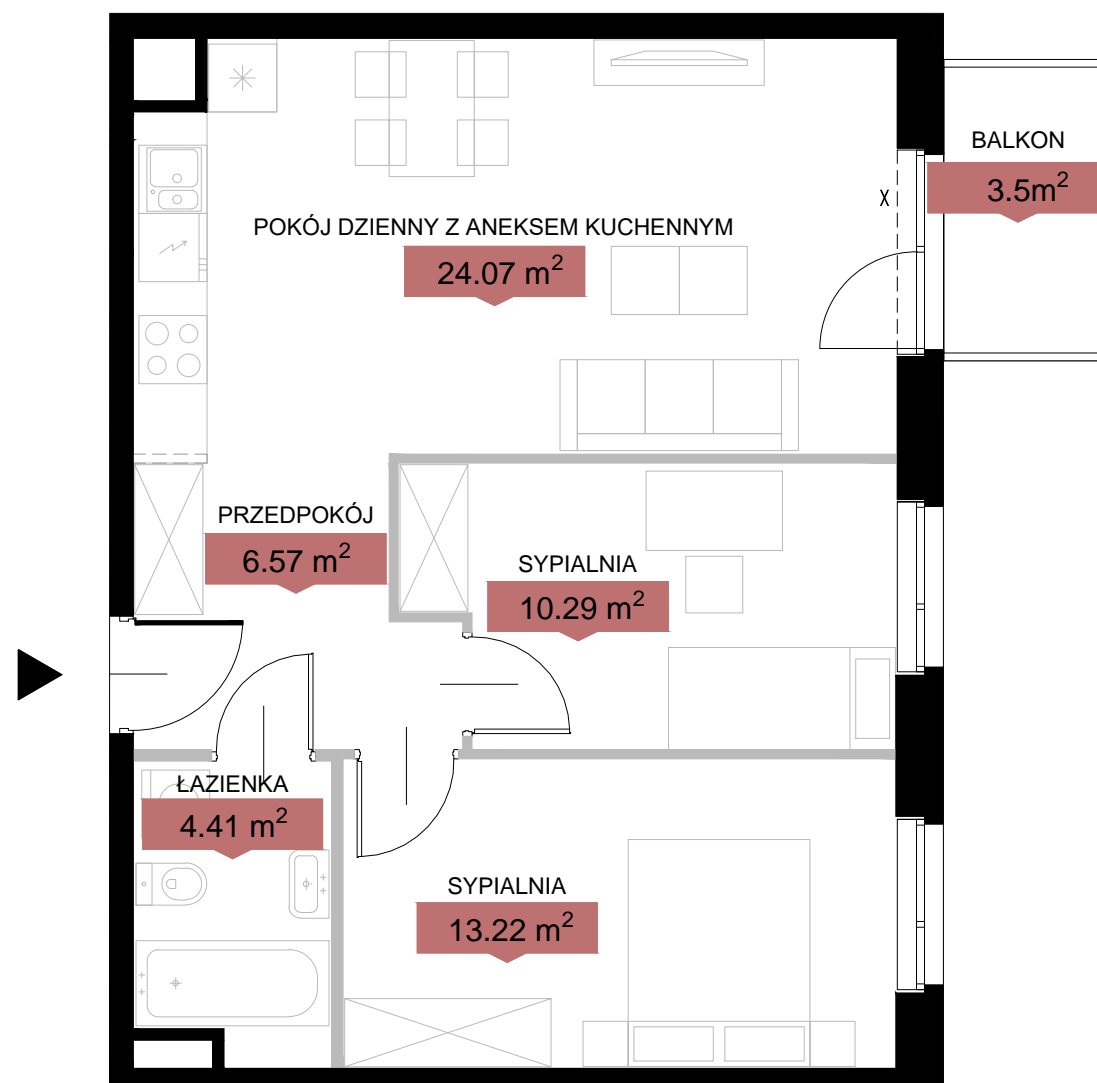 BALKON
3.5m²
X
POKÓJ DZIENNY Z ANEKSEM KUCHENNYM
24.07 m²
PRZEDPOKÓJ
6.57 m²
SYPIALNIA
10.29 m²
ŁAZIENKA
4.41 m²
SYPIALNIA
13.22 m²